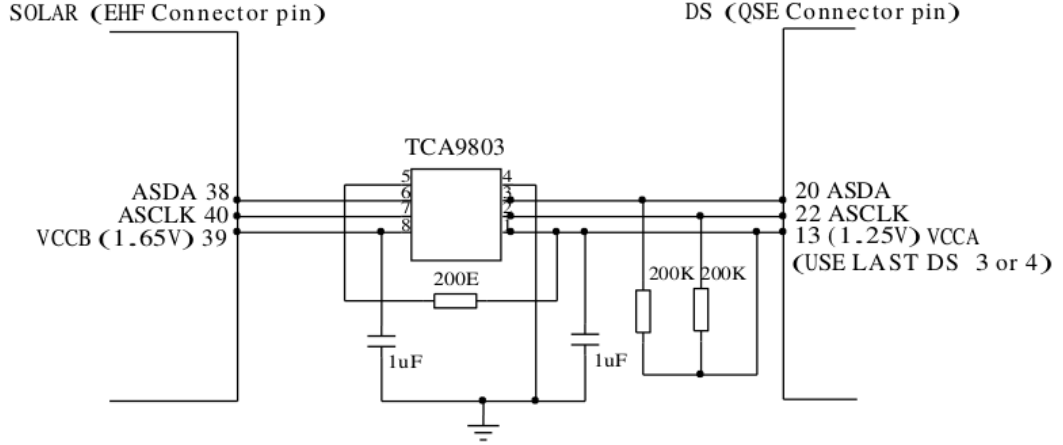 SOLAR (EHF Connector pin)
DS (QSE Connector pin)
TCA9803
5 4
6 3
7 2
8 1
ASDA 38
ASCLK 40
VCCB (1.65V) 39
20 ASDA
22 ASCLK
13 (1.25V) VCCA
(USE LAST DS 3 or 4)
200E
200K 200K
1uF
1uF